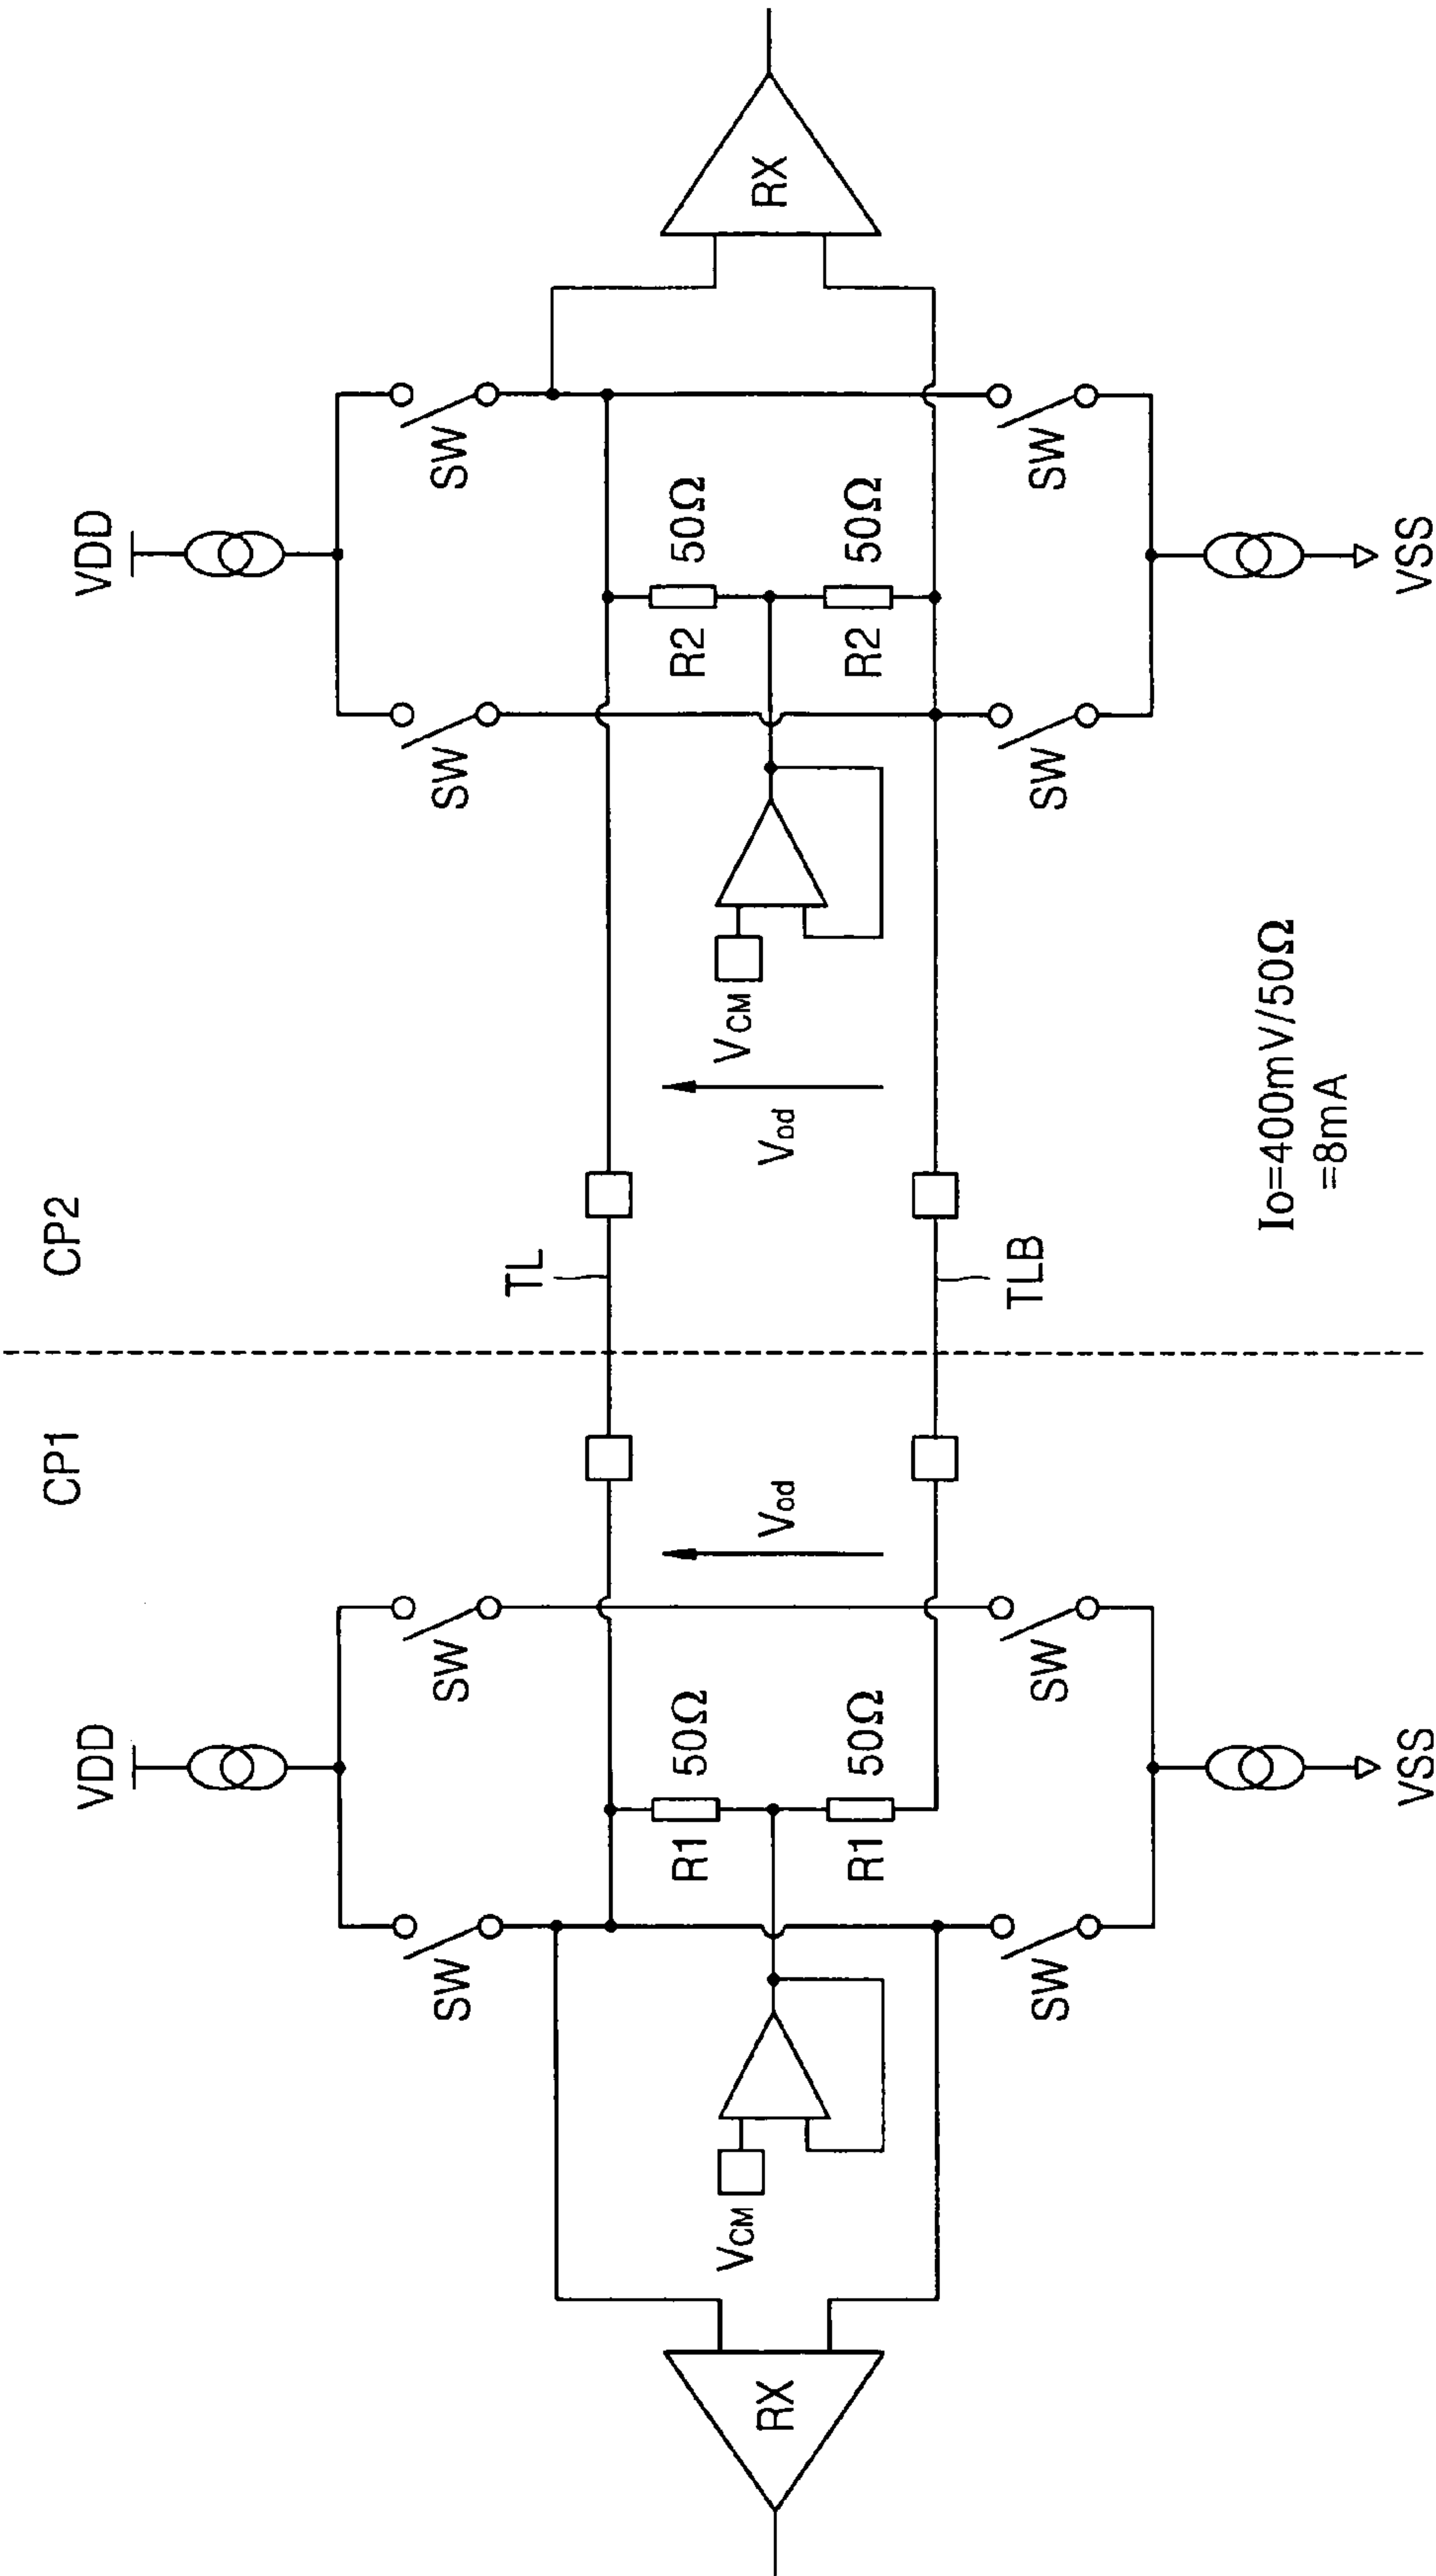 CP1
CP2
VDD
VDD
SW
SW
SW
SW
TL
R1
50Ω
R2
50Ω
RX
VCM
Vod
Vod
VCM
RX
R1
50Ω
R2
50Ω
SW
SW
TLB
SW
SW
VSS
Io=400mV/50Ω
=8mA
VSS